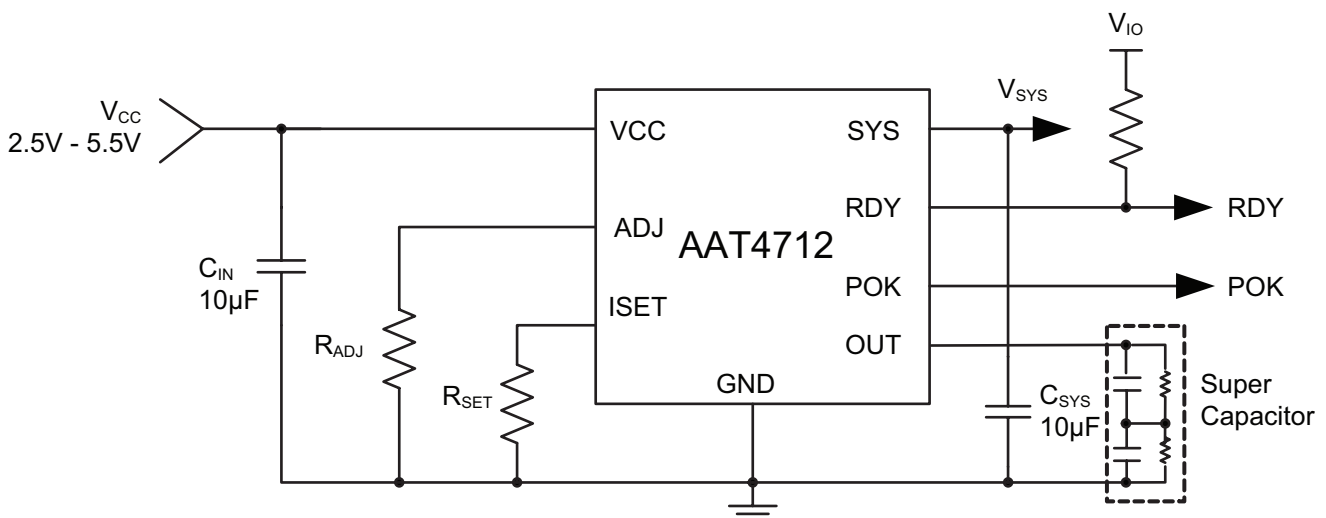 V_IO
V_CC
2.5V - 5.5V
V_SYS
VCC
SYS
ADJ
RDY
RDY
AAT4712
C_IN
10µF
ISET
POK
POK
R_ADJ
OUT
R_SET
GND
C_SYS
10µF
Super
Capacitor